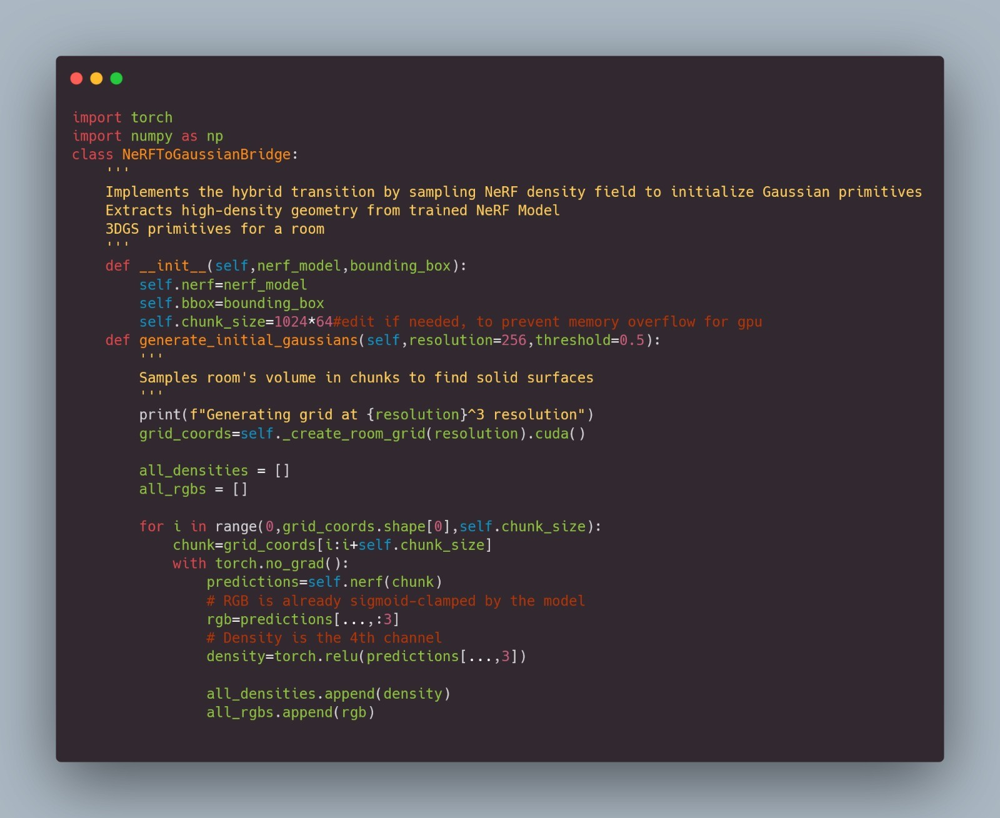 import torch
import numpy as np
class NeRFToGaussianBridge:
    '''
    Implements the hybrid transition by sampling NeRF density field to initialize Gaussian primitives
    Extracts high-density geometry from trained NeRF Model
    3DGS primitives for a room
    '''
    def __init__(self,nerf_model,bounding_box):
        self.nerf=nerf_model
        self.bbox=bounding_box
        self.chunk_size=1024*64#edit if needed, to prevent memory overflow for gpu
    def generate_initial_gaussians(self,resolution=256,threshold=0.5):
        '''
        Samples room's volume in chunks to find solid surfaces
        '''
        print(f"Generating grid at {resolution}^3 resolution")
        grid_coords=self._create_room_grid(resolution).cuda()

        all_densities = []
        all_rgbs = []

        for i in range(0,grid_coords.shape[0],self.chunk_size):
            chunk=grid_coords[i:i+self.chunk_size]
            with torch.no_grad():
                predictions=self.nerf(chunk)
                # RGB is already sigmoid-clamped by the model
                rgb=predictions[...,:3]
                # Density is the 4th channel
                density=torch.relu(predictions[...,3])

                all_densities.append(density)
                all_rgbs.append(rgb)